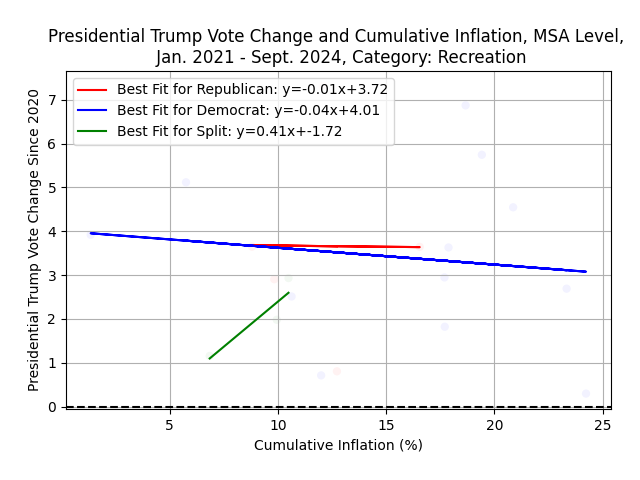 Presidential Trump Vote Change and Cumulative Inflation, MSA Level,
Jan. 2021 - Sept. 2024, Category: Recreation
Best Fit for Republican: y=-0.01x+3.72
Best Fit for Democrat: y=-0.04x+4.01
Best Fit for Split: y=0.41x+-1.72
Presidential Trump Vote Change Since 2020
7
6
5
4
3
2
1
0
5 10 15 20 25
Cumulative Inflation (%)